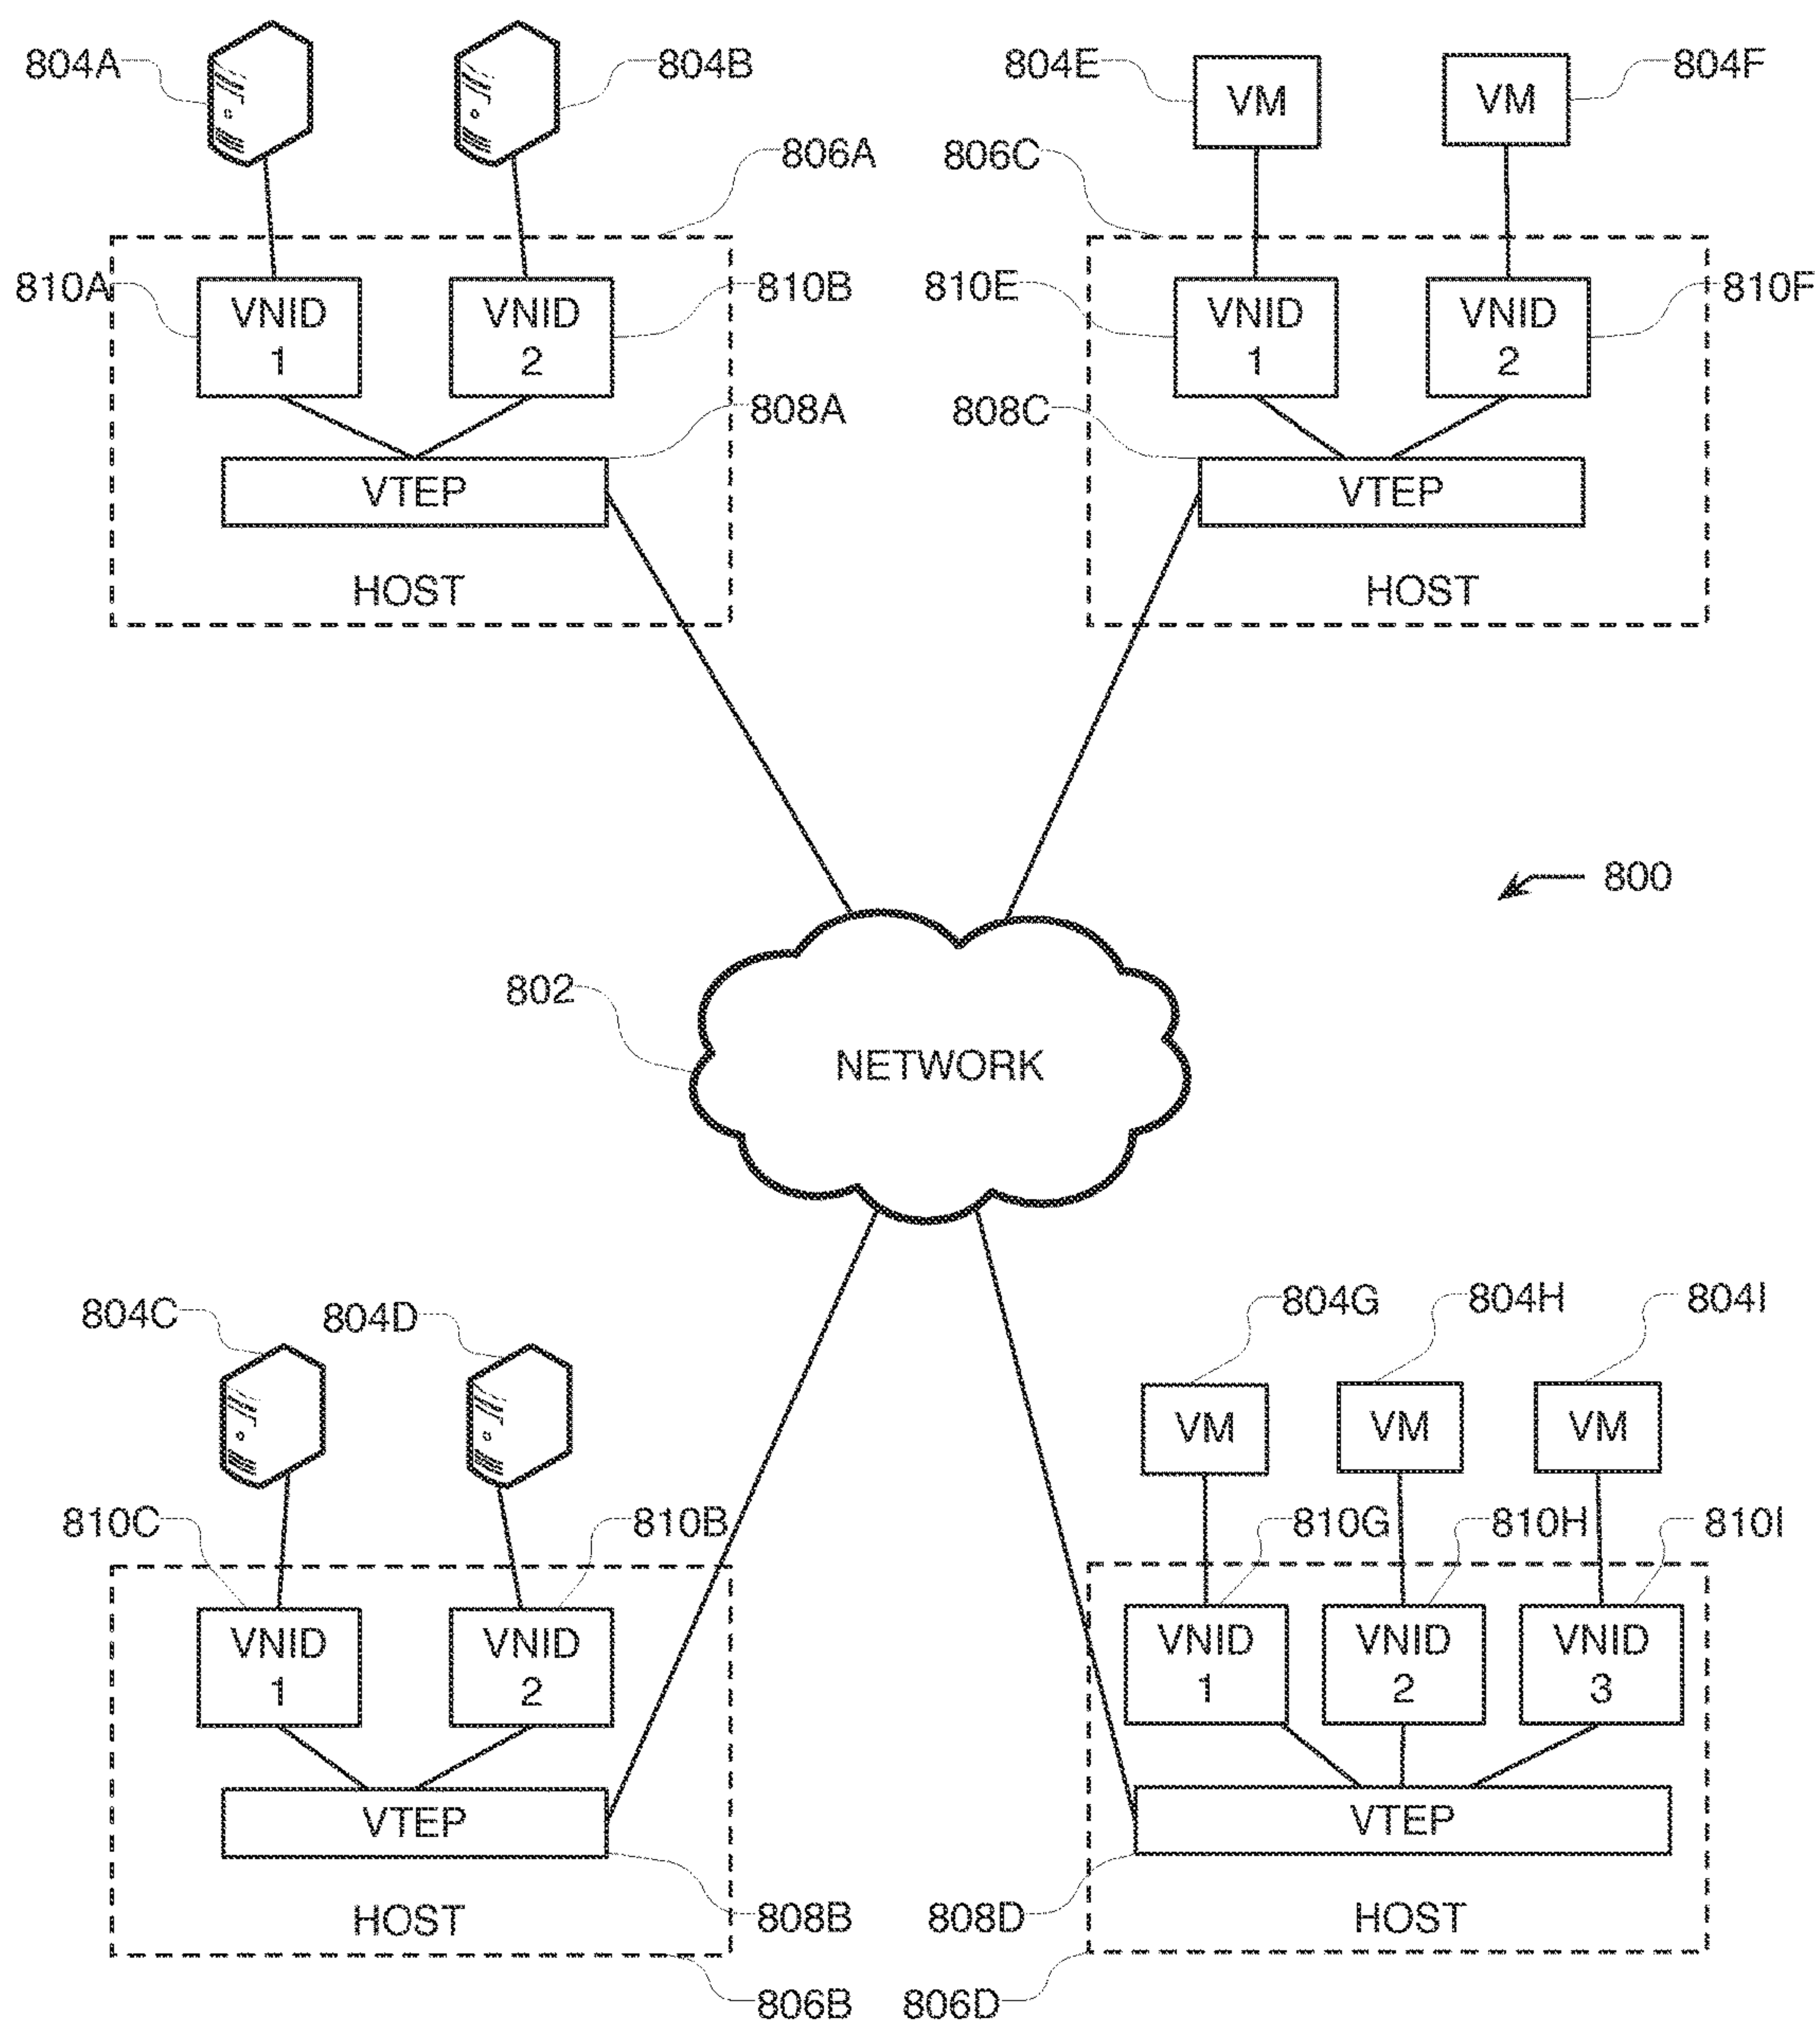 804A 804B 804E VM 804F VM
806A 806C
810A VNID 1 VNID 2 810B 810E VNID 1 VNID 2 810F
808A 808C
VTEP VTEP
HOST HOST
800
802
NETWORK
804C 804D 804G 804H 804I
VM VM VM
810C 810B 810G 810H 810I
VNID 1 VNID 2 VNID 1 VNID 2 VNID 3
VTEP VTEP
HOST 808B 808D HOST
806B 806D